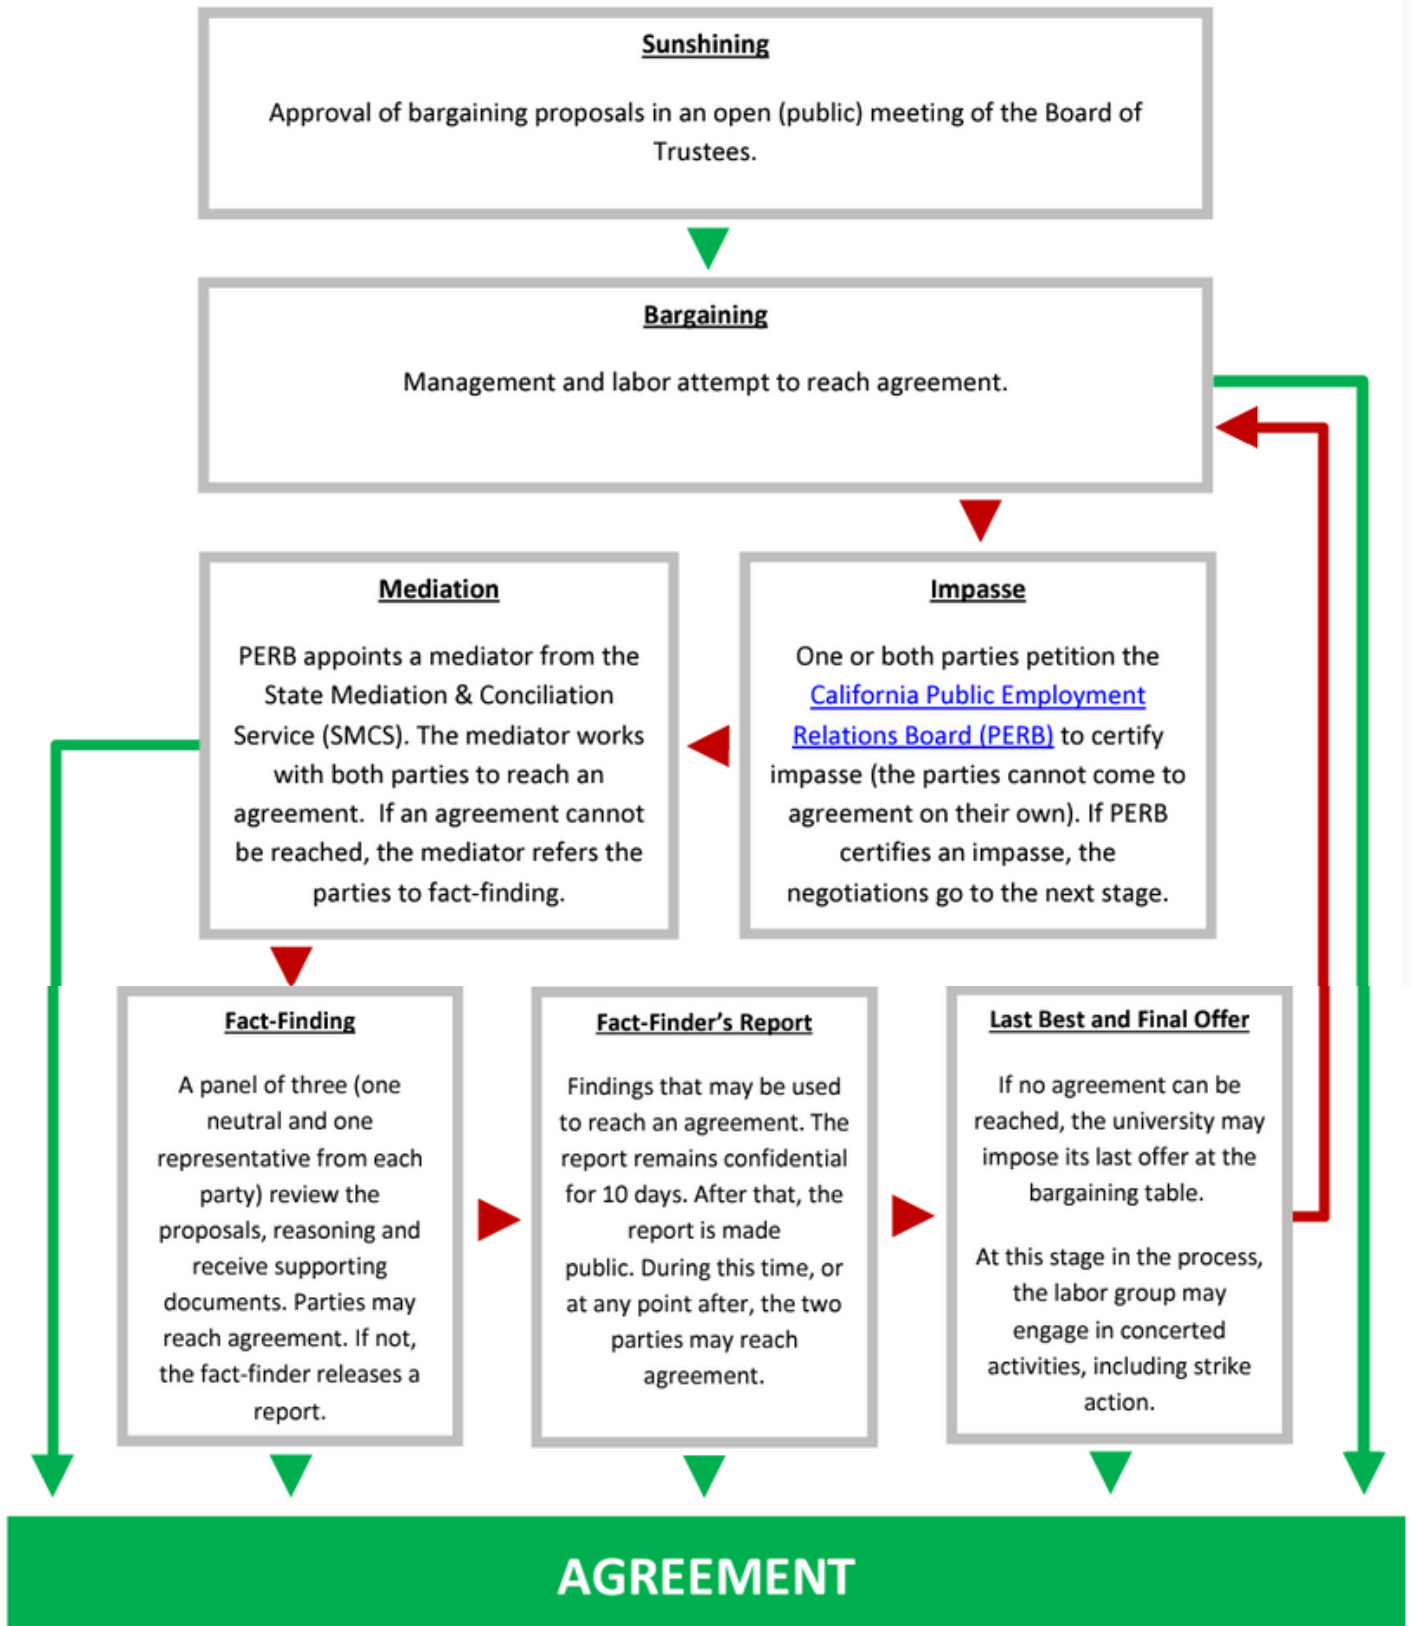 Sunshining
Approval of bargaining proposals in an open (public) meeting of the Board of
Trustees.
Bargaining
Management and labor attempt to reach agreement.
Mediation
PERB appoints a mediator from the
State Mediation & Conciliation
Service (SMCS). The mediator works
with both parties to reach an
agreement.  If an agreement cannot
be reached, the mediator refers the
parties to fact-finding.
Impasse
One or both parties petition the
California Public Employment
Relations Board (PERB) to certify
impasse (the parties cannot come to
agreement on their own). If PERB
certifies an impasse, the
negotiations go to the next stage.
Fact-Finding
A panel of three (one
neutral and one
representative from each
party) review the
proposals, reasoning and
receive supporting
documents. Parties may
reach agreement. If not,
the fact-finder releases a
report.
Fact-Finder’s Report
Findings that may be used
to reach an agreement. The
report remains confidential
for 10 days. After that, the
report is made
public. During this time, or
at any point after, the two
parties may reach
agreement.
Last Best and Final Offer
If no agreement can be
reached, the university may
impose its last offer at the
bargaining table.
At this stage in the process,
the labor group may
engage in concerted
activities, including strike
action.
AGREEMENT